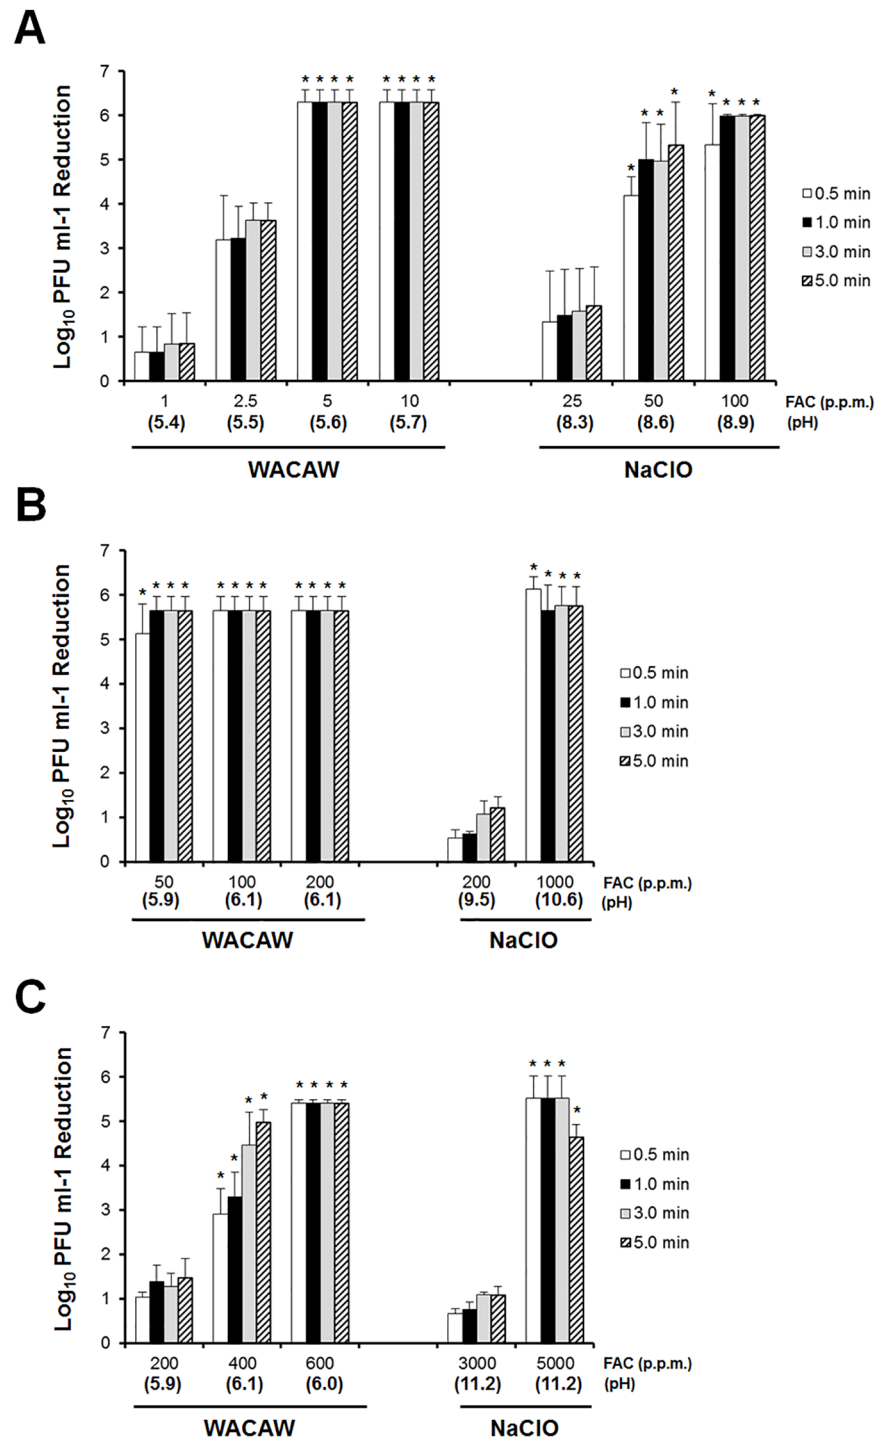 A
Log10 PFU ml-1 Reduction
7
6
5
4
3
2
1
0
* * * * * * * * * * * * * * * *
0.5 min
1.0 min
3.0 min
5.0 min
1 2.5 5 10 25 50 100 FAC (p.p.m.)
(5.4) (5.5) (5.6) (5.7) (8.3) (8.6) (8.9) (pH)
WACAW NaClO
B
Log10 PFU ml-1 Reduction
7
6
5
4
3
2
1
0
* * * * * * * * * * * * * * * *
0.5 min
1.0 min
3.0 min
5.0 min
50 100 200 200 1000 FAC (p.p.m.)
(5.9) (6.1) (6.1) (9.5) (10.6) (pH)
WACAW NaClO
C
Log10 PFU ml-1 Reduction
7
6
5
4
3
2
1
0
* * * * * * * * * * * *
0.5 min
1.0 min
3.0 min
5.0 min
200 400 600 3000 5000 FAC (p.p.m.)
(5.9) (6.1) (6.0) (11.2) (11.2) (pH)
WACAW NaClO